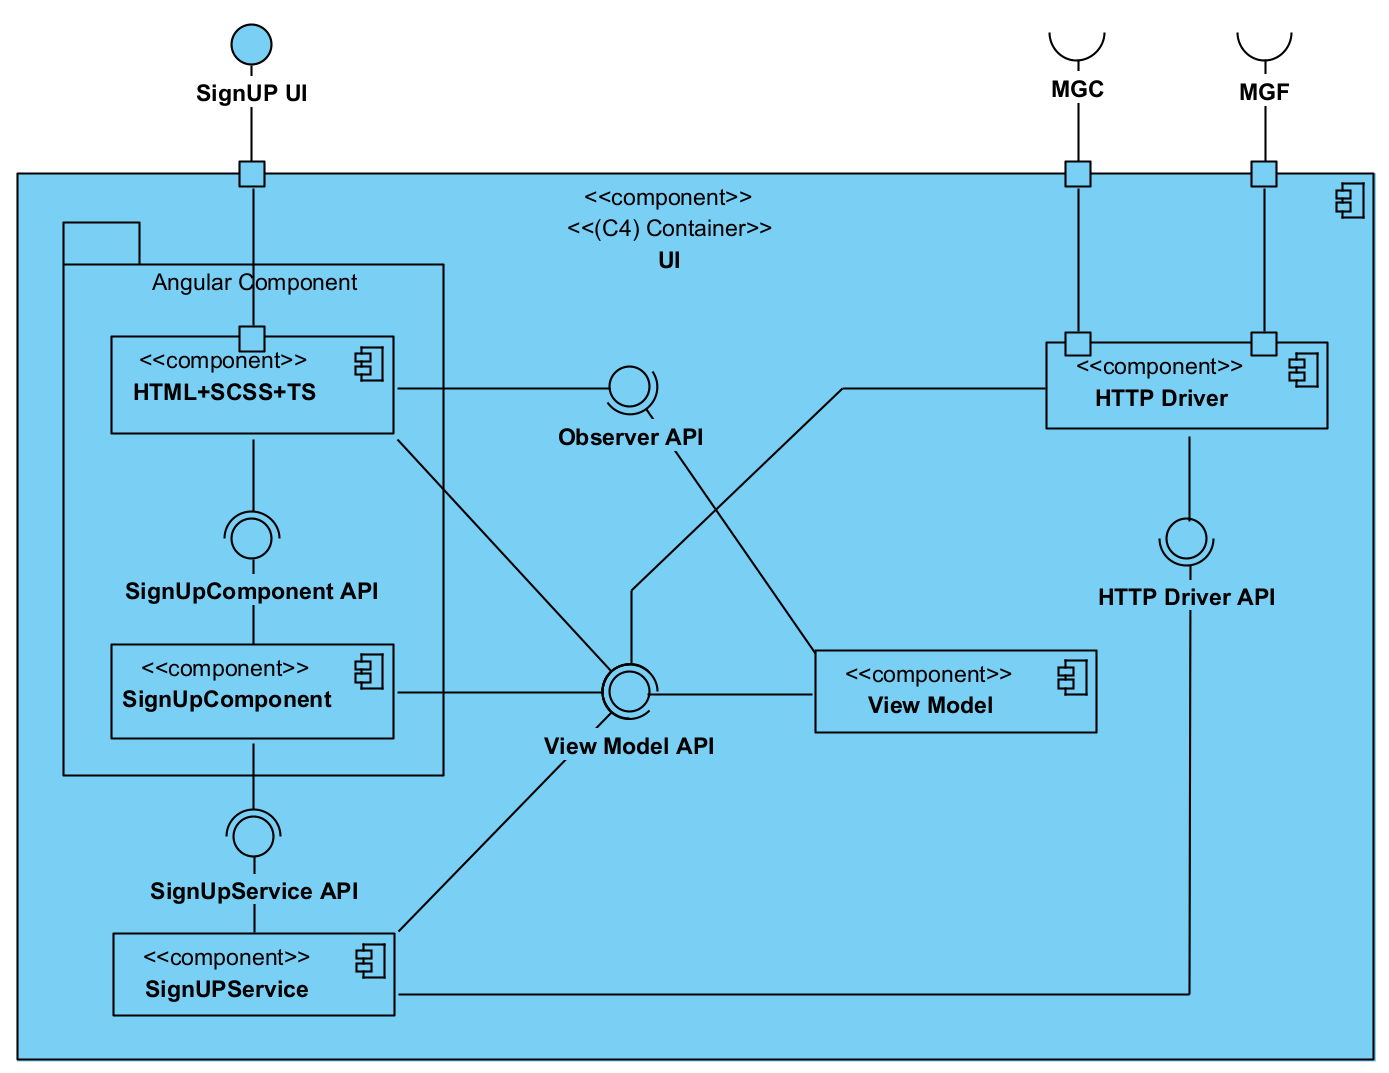 SignUP UI
MGC
MGF
<<component>>
<<(C4) Container>>
UI
Angular Component
<<component>>
HTML+SCSS+TS
<<component>>
HTTP Driver
Observer API
SignUpComponent API
HTTP Driver API
<<component>>
SignUpComponent
<<component>>
View Model
View Model API
SignUpService API
<<component>>
SignUPService